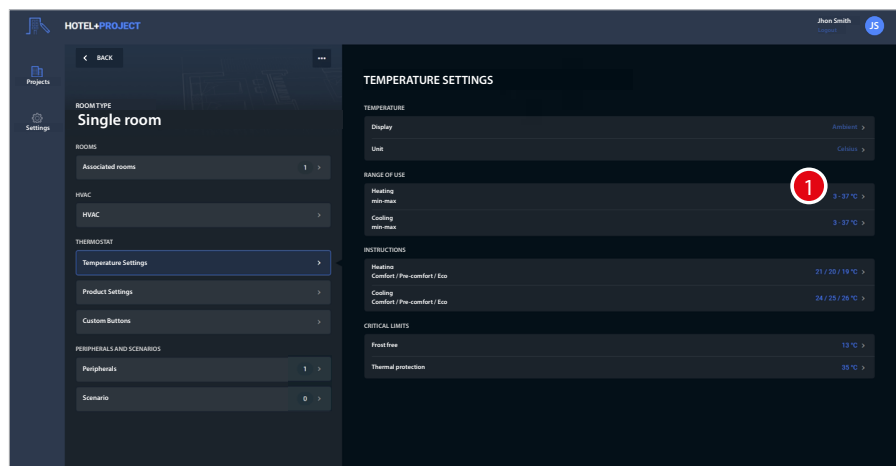 HOTEL+PROJECT
Jhon Smith
Logout
JS
Projects
Settings
BACK
•••
ROOM TYPE
Single room
ROOMS
Associated rooms 1
HVAC
HVAC
THERMOSTAT
Temperature Settings
Product Settings
Custom Buttons
PERIPHERALS AND SCENARIOS
Peripherals 1
Scenario 0
TEMPERATURE SETTINGS
TEMPERATURE
Display Ambient
Unit Celsius
RANGE OF USE
1
Heating
min-max 3 - 37 °C
Cooling
min-max 3 - 37 °C
INSTRUCTIONS
Heating
Comfort / Pre-comfort / Eco 21 / 20 / 19 °C
Cooling
Comfort / Pre-comfort / Eco 24 / 25 / 26 °C
CRITICAL LIMITS
Frost free 13 °C
Thermal protection 35 °C